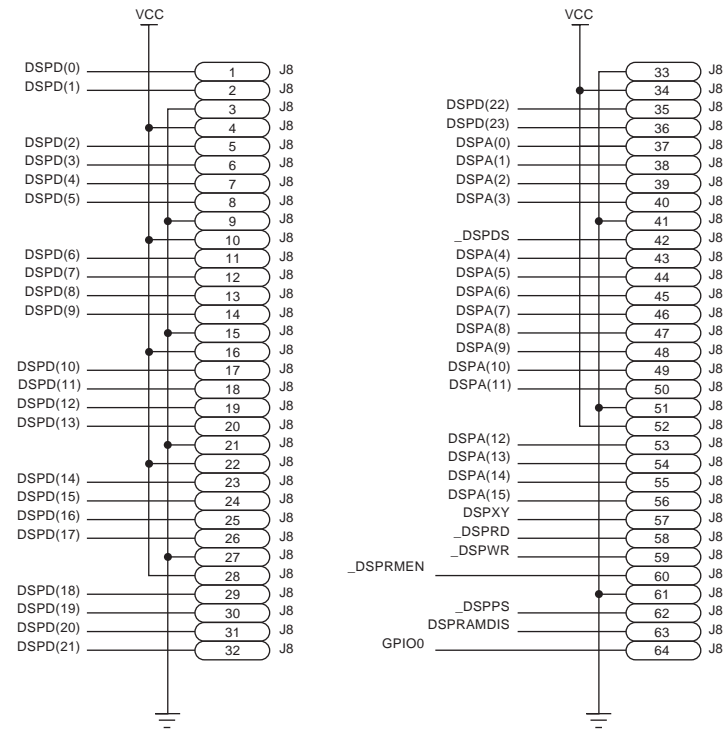 VCC
DSPD(0) 1 J8
DSPD(1) 2 J8
3 J8
4 J8
DSPD(2) 5 J8
DSPD(3) 6 J8
DSPD(4) 7 J8
DSPD(5) 8 J8
9 J8
10 J8
DSPD(6) 11 J8
DSPD(7) 12 J8
DSPD(8) 13 J8
DSPD(9) 14 J8
15 J8
16 J8
DSPD(10) 17 J8
DSPD(11) 18 J8
DSPD(12) 19 J8
DSPD(13) 20 J8
21 J8
22 J8
DSPD(14) 23 J8
DSPD(15) 24 J8
DSPD(16) 25 J8
DSPD(17) 26 J8
27 J8
28 J8
DSPD(18) 29 J8
DSPD(19) 30 J8
DSPD(20) 31 J8
DSPD(21) 32 J8
VCC
33 J8
34 J8
DSPD(22) 35 J8
DSPD(23) 36 J8
DSPA(0) 37 J8
DSPA(1) 38 J8
DSPA(2) 39 J8
DSPA(3) 40 J8
41 J8
_DSPDS 42 J8
DSPA(4) 43 J8
DSPA(5) 44 J8
DSPA(6) 45 J8
DSPA(7) 46 J8
DSPA(8) 47 J8
DSPA(9) 48 J8
DSPA(10) 49 J8
DSPA(11) 50 J8
51 J8
52 J8
DSPA(12) 53 J8
DSPA(13) 54 J8
DSPA(14) 55 J8
DSPA(15) 56 J8
DSPXY 57 J8
_DSPRD 58 J8
_DSPWR 59 J8
_DSPRMEN 60 J8
61 J8
_DSPPS 62 J8
DSPRAMDIS 63 J8
GPIO0 64 J8